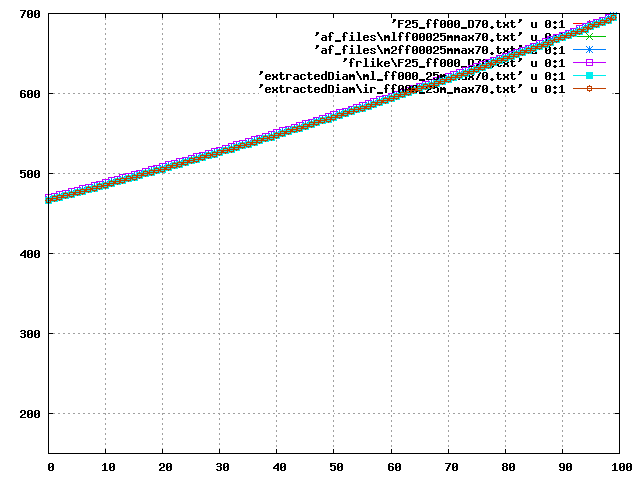 700
600
500
400
300
200
0 10 20 30 40 50 60 70 80 90 100
'F25_ff000_D70.txt' u 0:1
'af_files\mlff00025mmax70.txt' u 0:1
'af_files\m2ff00025mmax70.txt' u 0:1
'frlike\F25_ff000_D70.txt' u 0:1
'extractedDiam\ml_ff000_25m_max70.txt' u 0:1
'extractedDiam\ir_ff000_25m_max70.txt' u 0:1